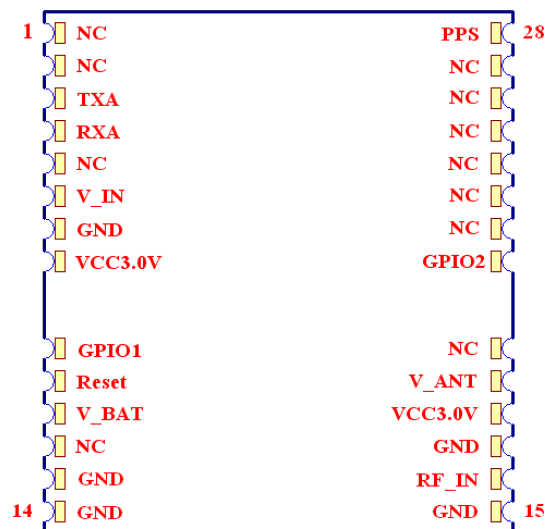 1 NC PPS 28
NC NC
TXA NC
RXA NC
NC NC
V_IN NC
GND NC
VCC3.0V GPIO2
GPIO1 NC
Reset V_ANT
V_BAT VCC3.0V
NC GND
GND RF_IN
14 GND GND 15